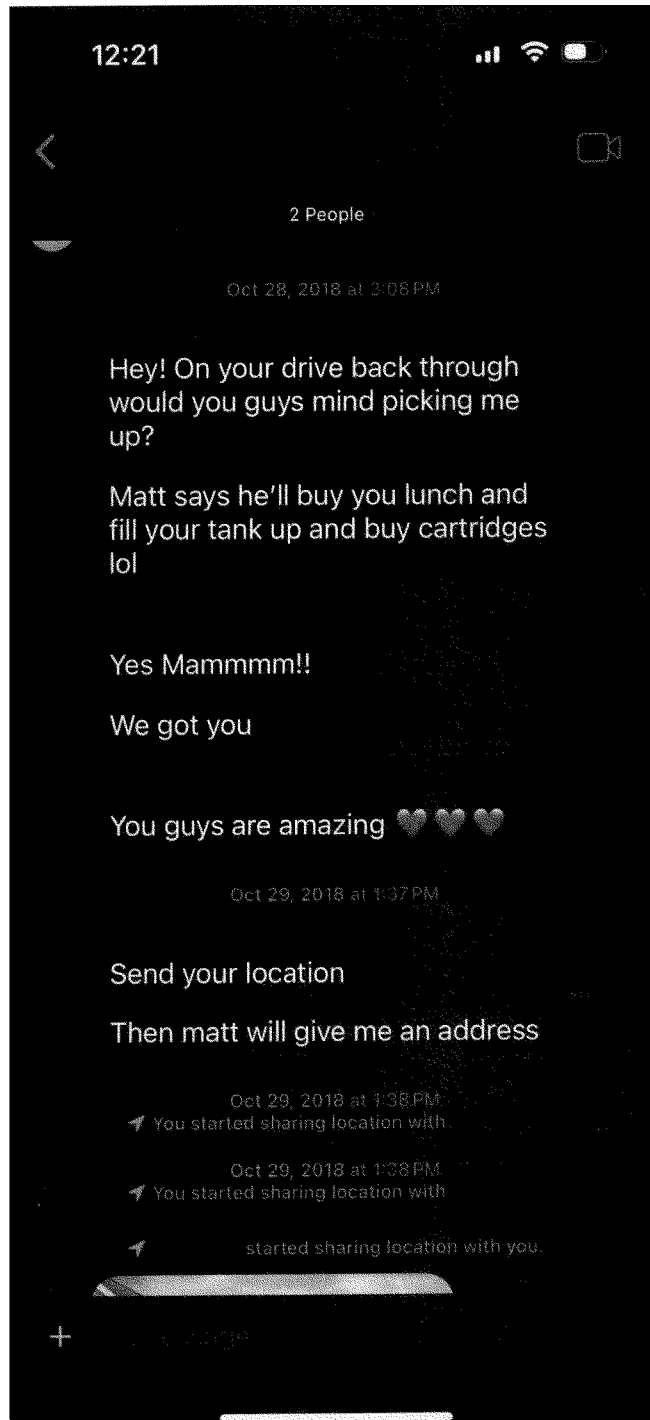 12:21
2 People
Oct 28, 2018 at 3:08 PM
Hey! On your drive back through
would you guys mind picking me
up?
Matt says he'll buy you lunch and
fill your tank up and buy cartridges
lol
Yes Mammmm!!
We got you
You guys are amazing 🖤🖤🖤
Oct 29, 2018 at 1:37 PM
Send your location
Then matt will give me an address
Oct 29, 2018 at 1:38 PM
You started sharing location with
Oct 29, 2018 at 1:38 PM
You started sharing location with
started sharing location with you.